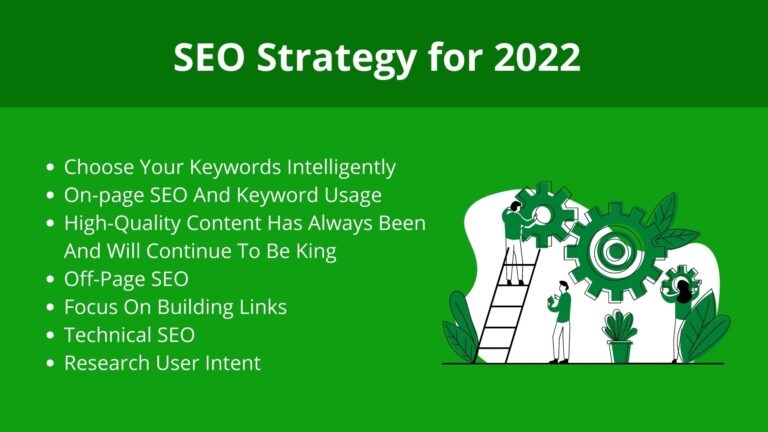 SEO Strategy for 2022
• Choose Your Keywords Intelligently
• On-page SEO And Keyword Usage
• High-Quality Content Has Always Been
And Will Continue To Be King
• Off-Page SEO
• Focus On Building Links
• Technical SEO
• Research User Intent